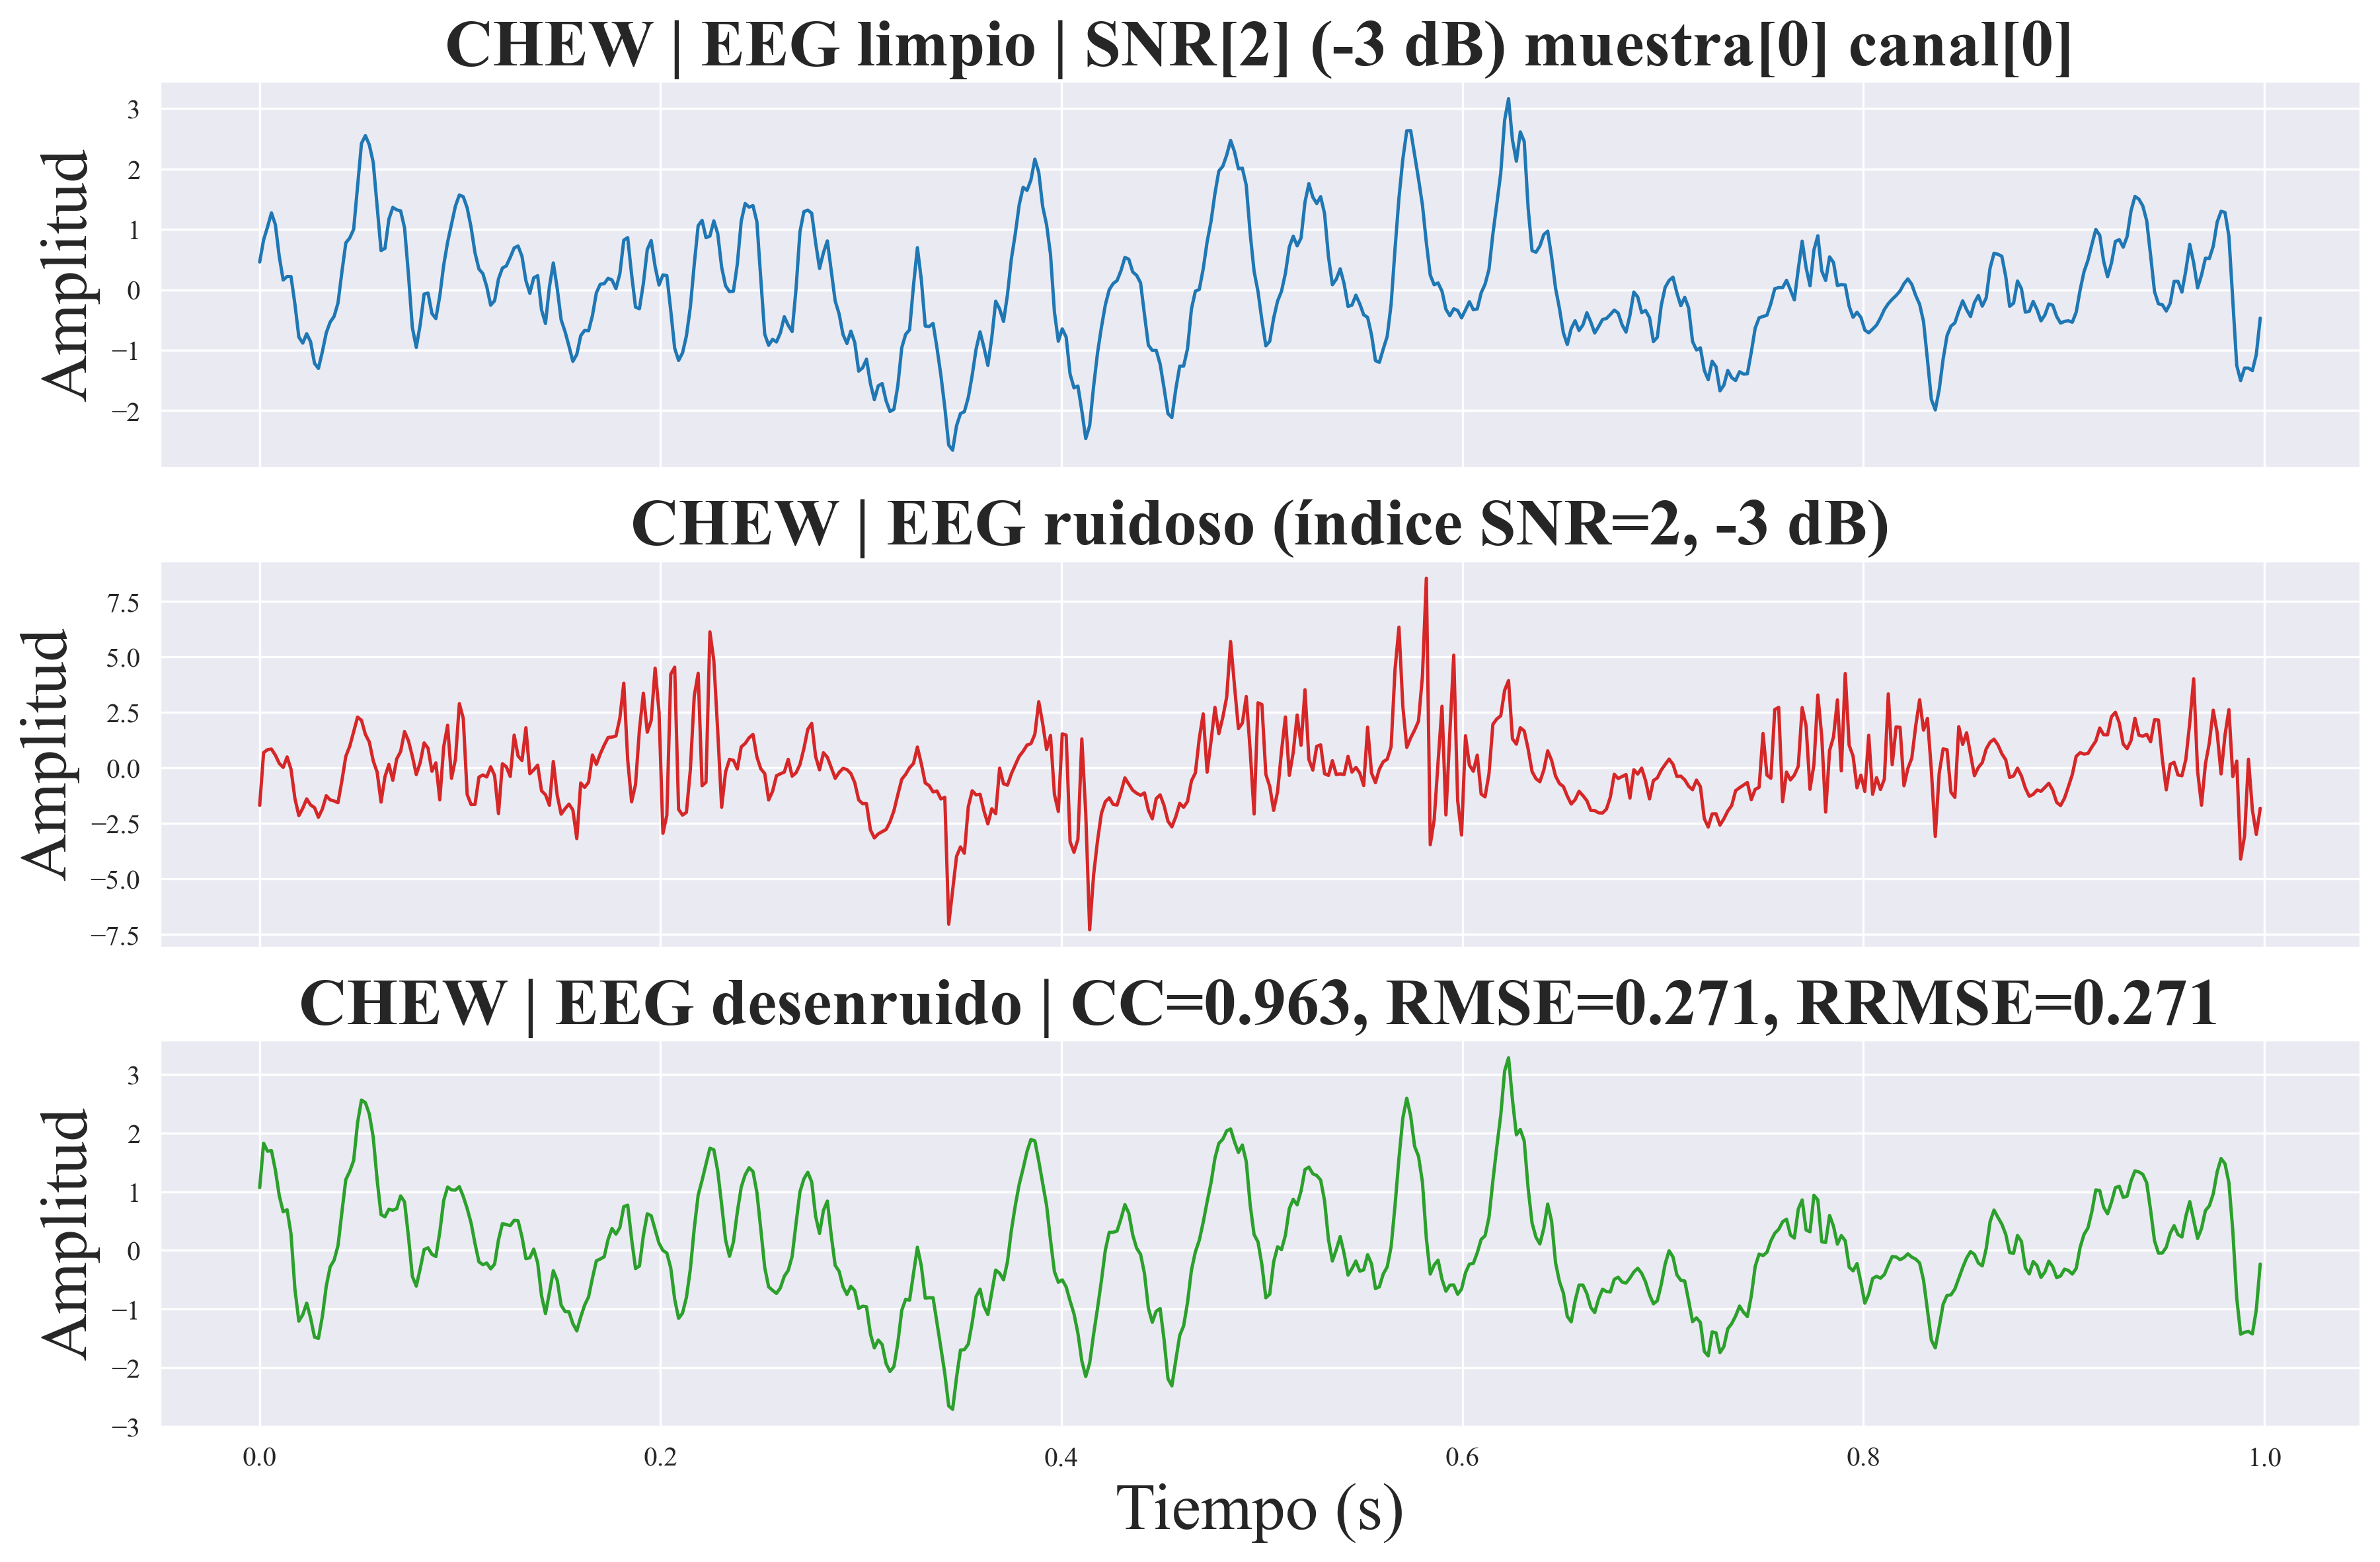 CHEW | EEG limpio | SNR[2] (-3 dB) muestra[0] canal[0]
Amplitud
3
2
1
0
−1
−2
CHEW | EEG ruidoso (índice SNR=2, -3 dB)
Amplitud
7.5
5.0
2.5
0.0
−2.5
−5.0
−7.5
CHEW | EEG desenruido | CC=0.963, RMSE=0.271, RRMSE=0.271
Amplitud
3
2
1
0
−1
−2
−3
0.0 0.2 0.4 0.6 0.8 1.0
Tiempo (s)